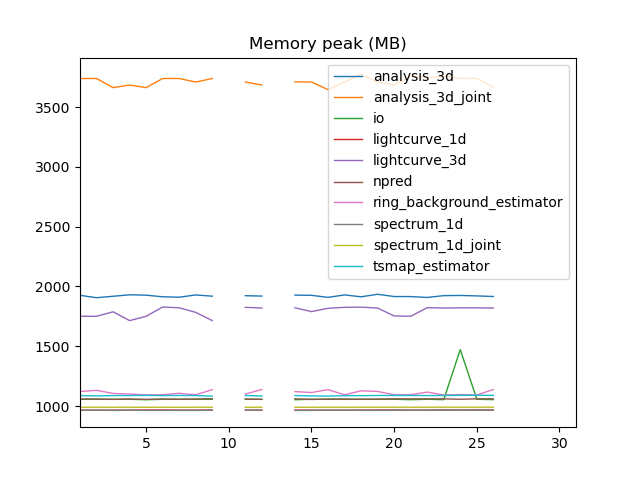 Memory peak (MB)
analysis_3d
analysis_3d_joint
io
lightcurve_1d
lightcurve_3d
npred
ring_background_estimator
spectrum_1d
spectrum_1d_joint
tsmap_estimator
3500
3000
2500
2000
1500
1000
5 10 15 20 25 30